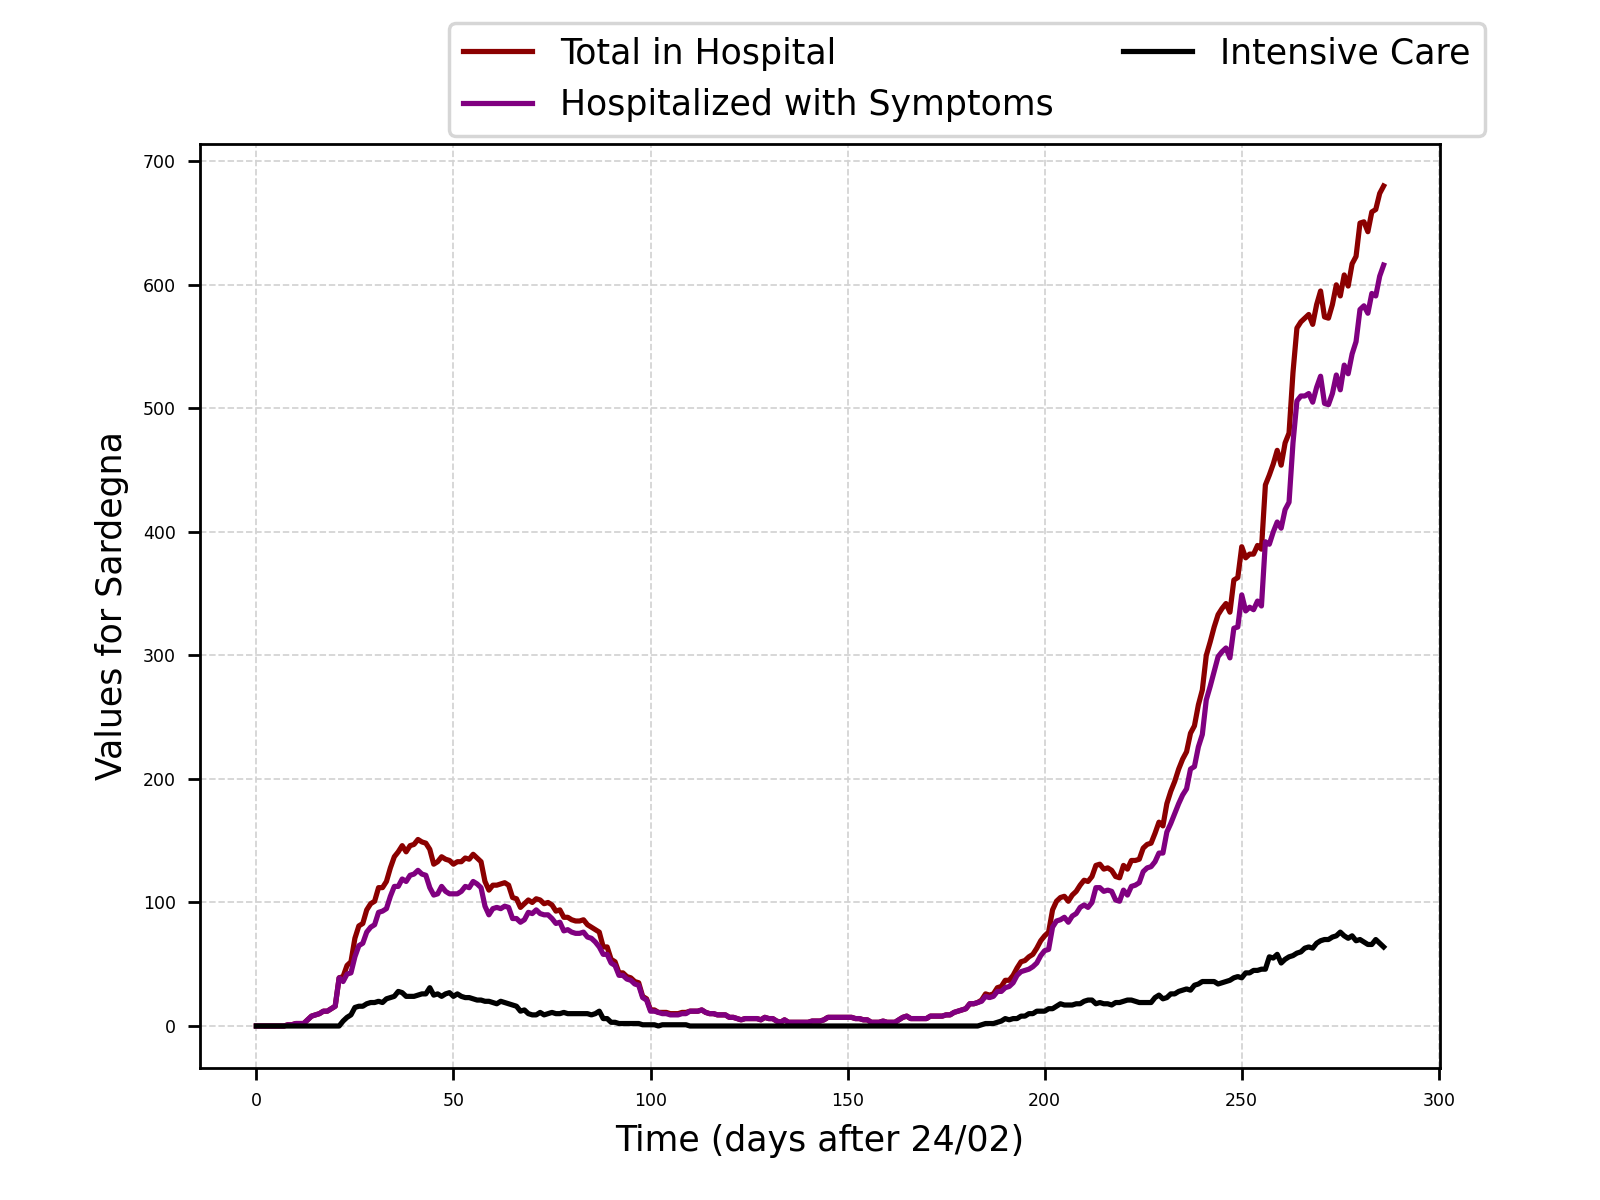 Total in Hospital
Hospitalized with Symptoms
Intensive Care
700
600
500
400
300
200
100
0
Values for Sardegna
0 50 100 150 200 250 300
Time (days after 24/02)